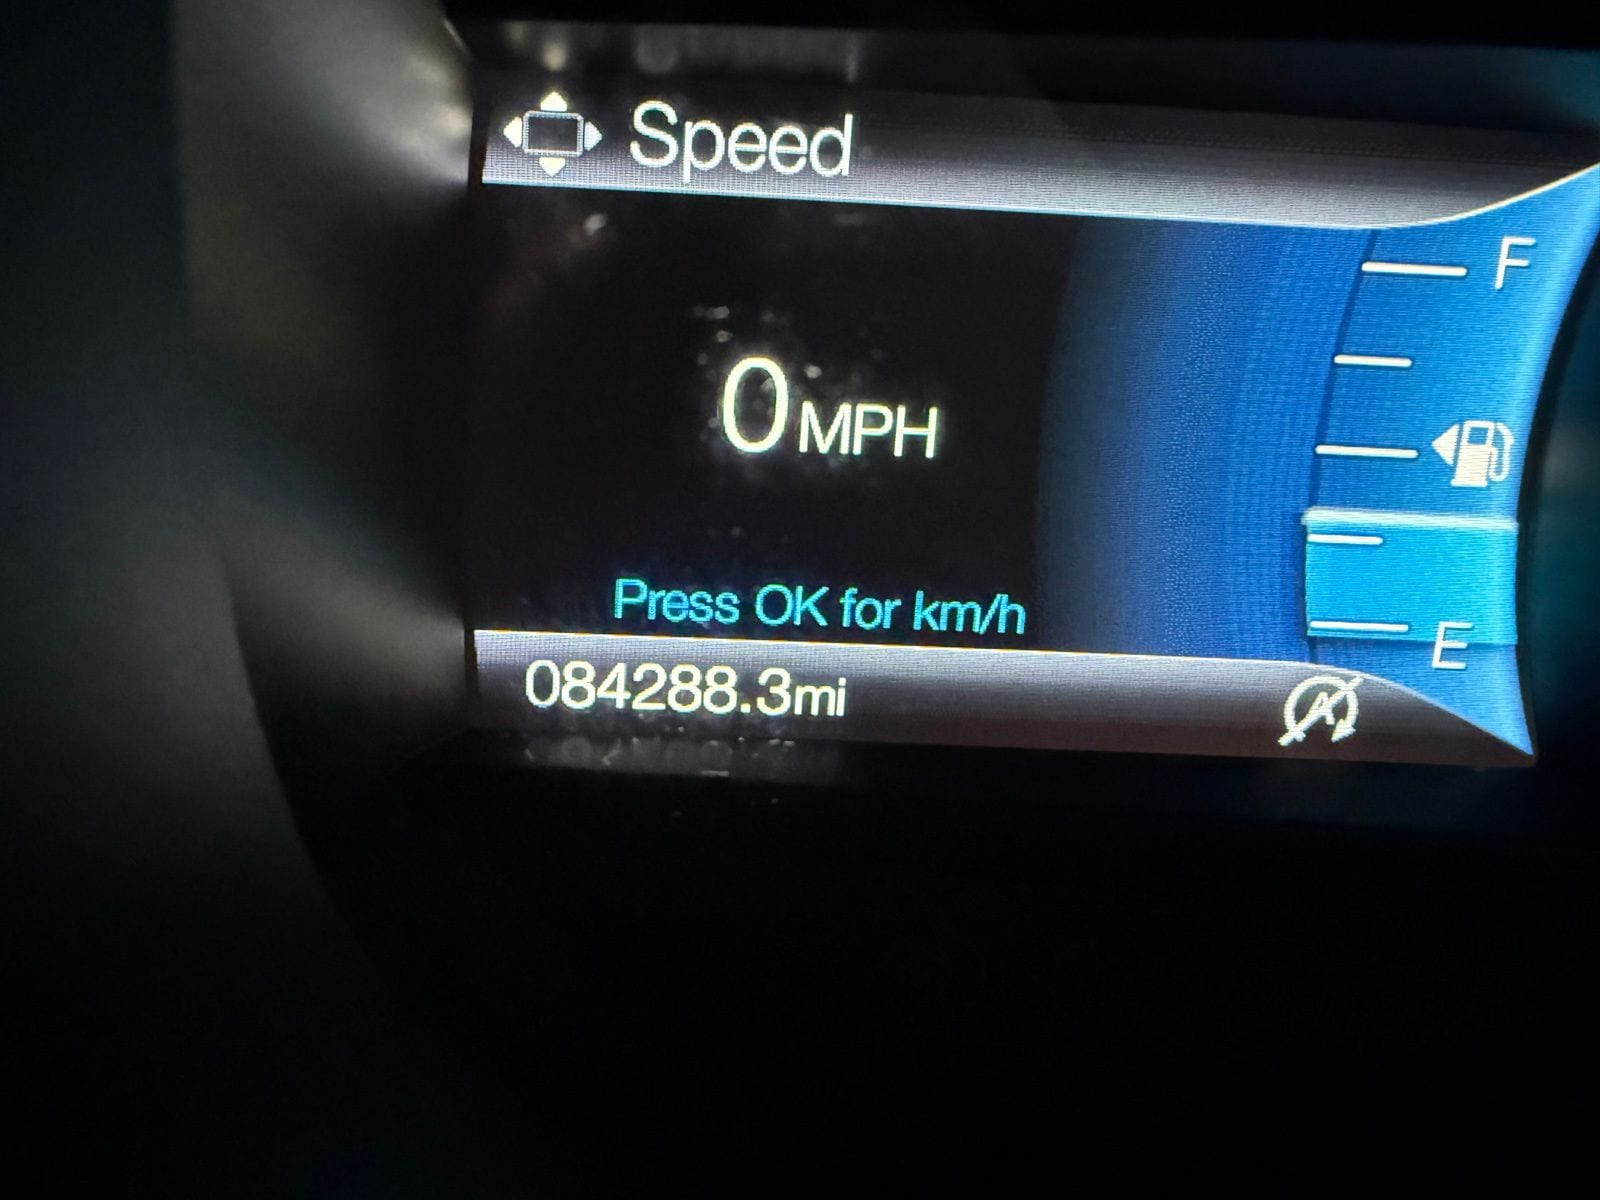 Speed
F
0 MPH
Press OK for km/h
E
084288.3mi
A